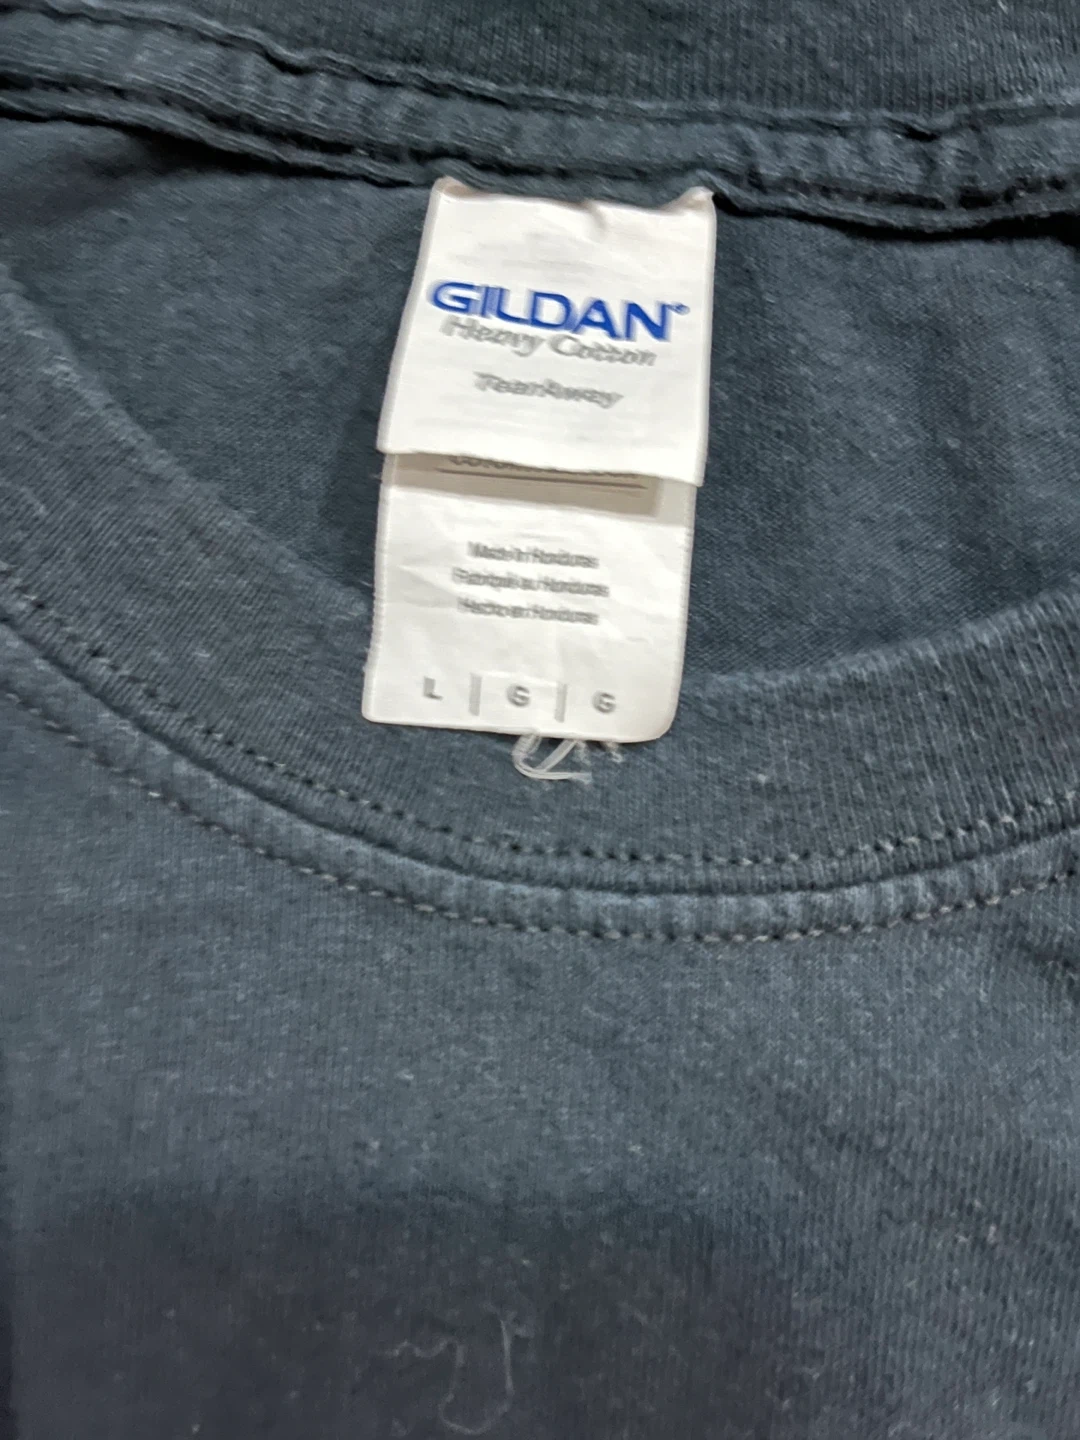 GILDAN®
Heavy Cotton
TearAway
Made in Honduras
Fabriqué au Honduras
Hecho en Honduras
L | G | G